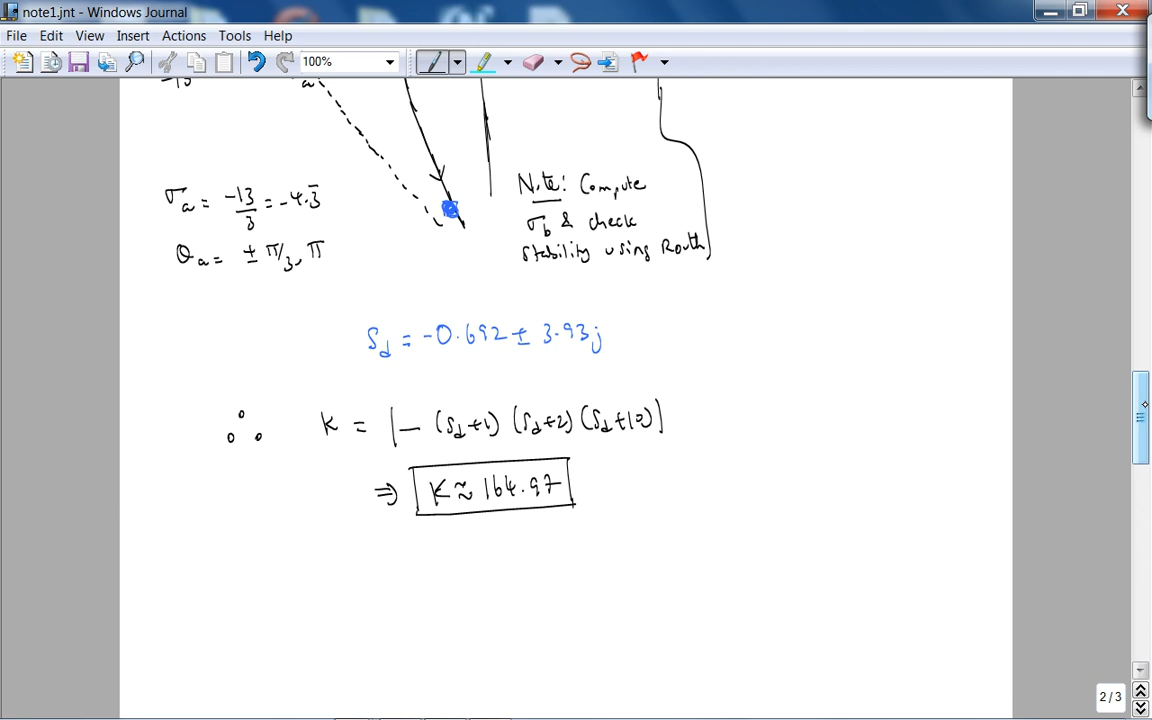 note1.jnt - Windows Journal
File Edit View Insert Actions Tools Help
100%
a
σa = -13/3 = -4.3̅
θa = ± π/3, π
Note: Compute
σb & check
stability using Routh
Sd = -0.692 ± 3.93j
∴ K = |- (Sd+1) (Sd+2) (Sd+10)|
⇒ K ≈ 164.97
2 / 3